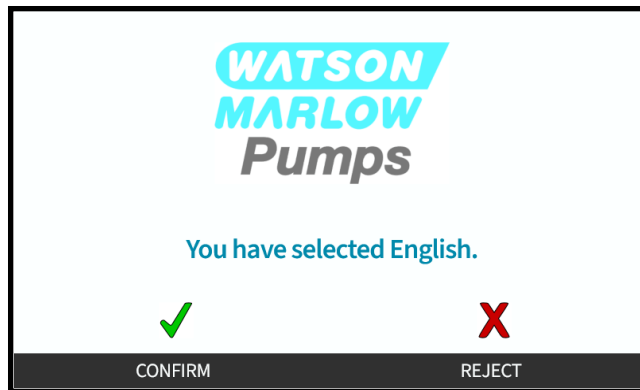 WATSON
MARLOW
Pumps
You have selected English.
CONFIRM
REJECT